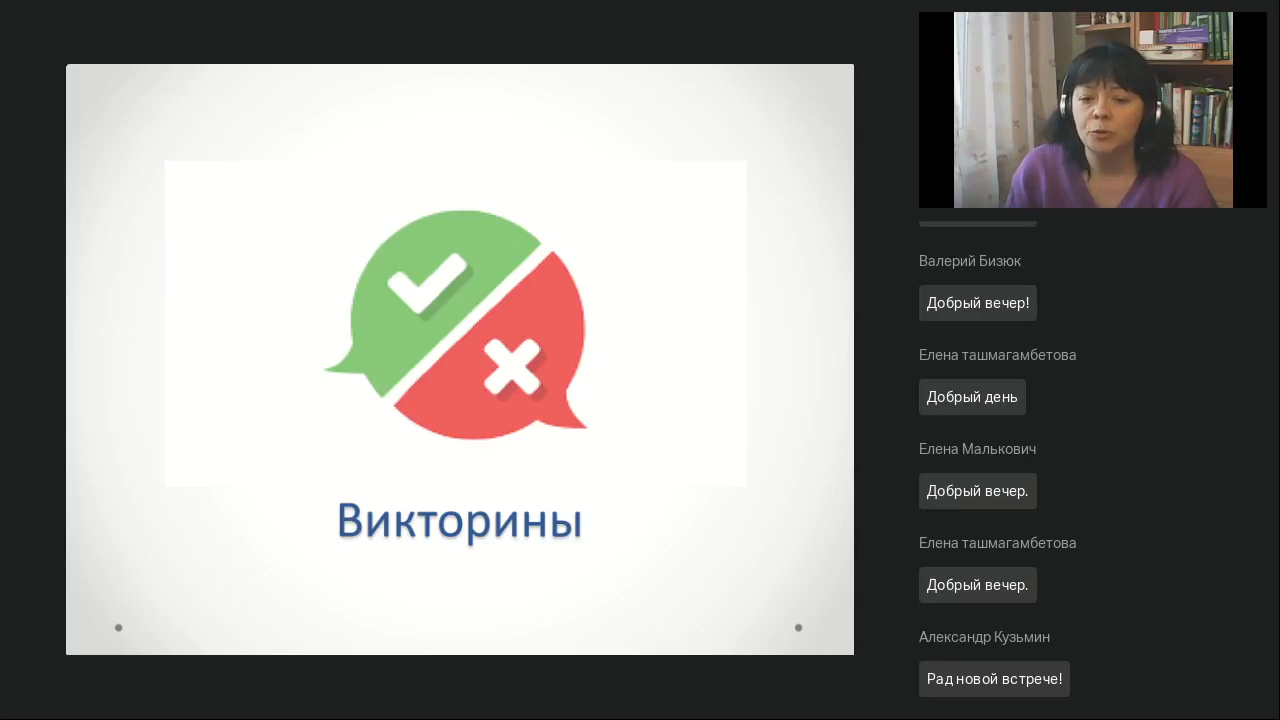 Викторины
Валерий Бизюк
Добрый вечер!
Елена ташмагамбетова
Добрый день
Елена Малькович
Добрый вечер.
Елена ташмагамбетова
Добрый вечер.
Александр Кузьмин
Рад новой встрече!